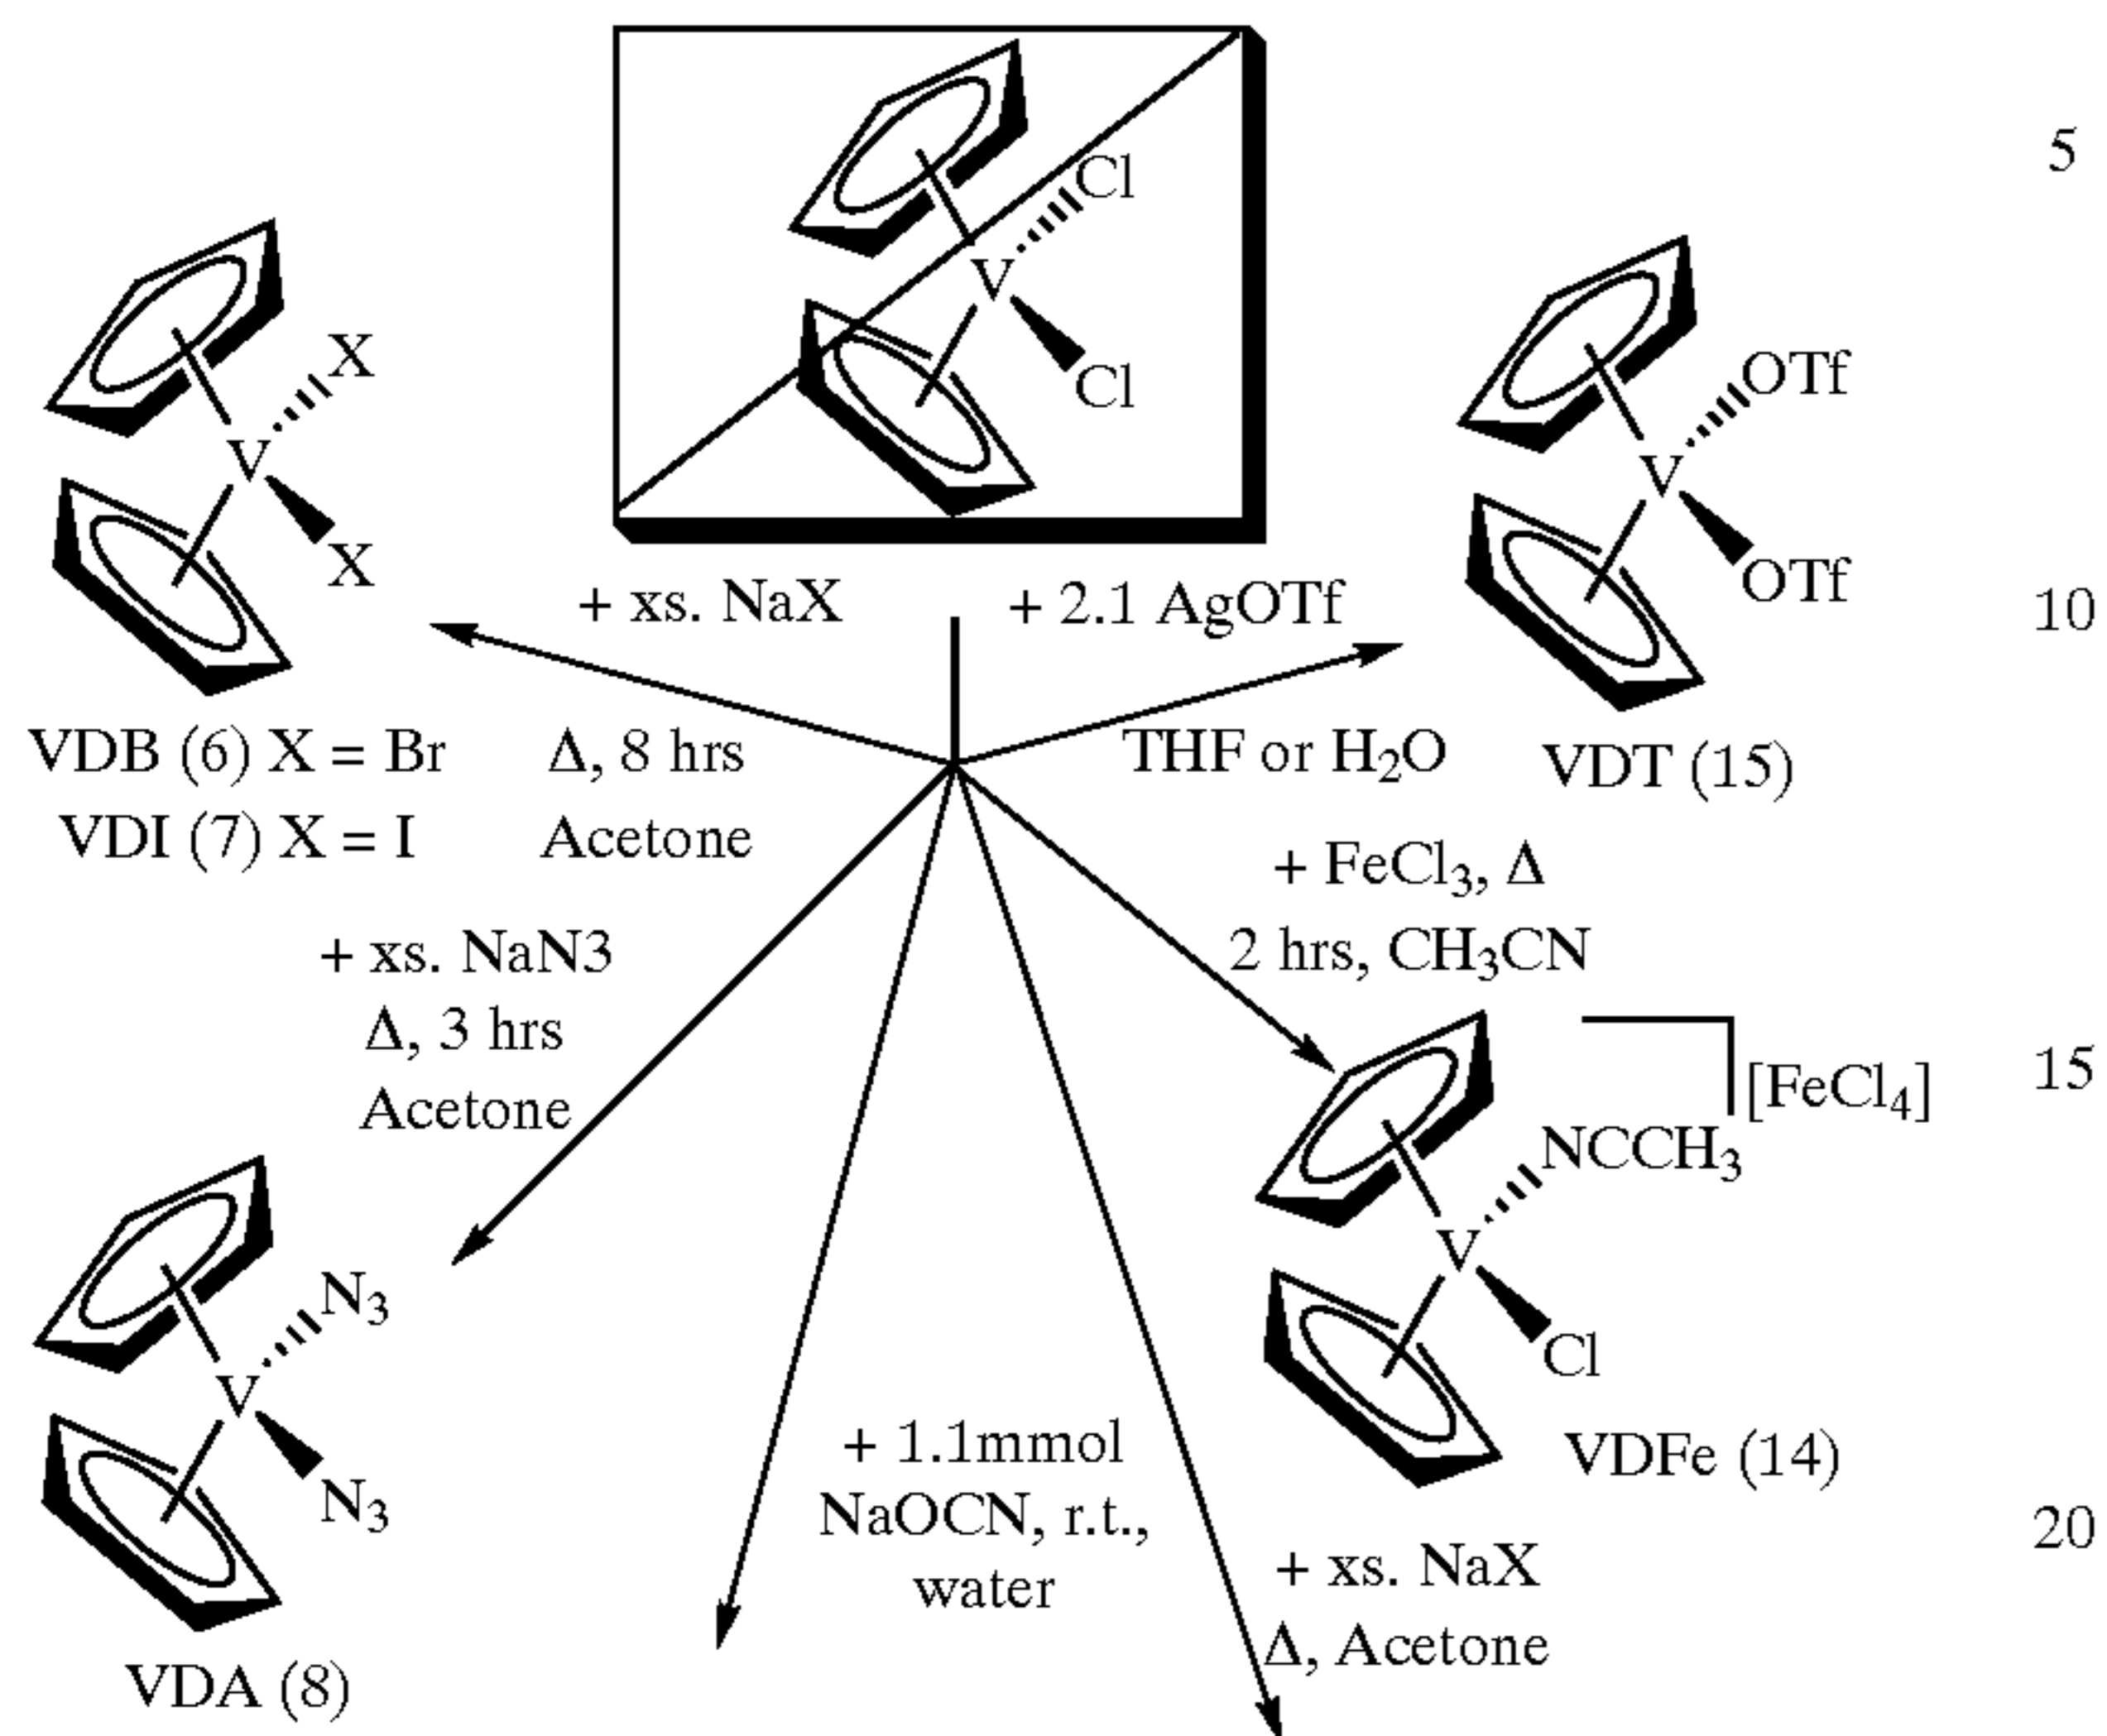 Cl
V
Cl
5
X
V
X
OTf
V
OTf
+ xs. NaX
+ 2.1 AgOTf
10
VDB (6) X = Br
VDI (7) X = I
Δ, 8 hrs
Acetone
THF or H₂O
VDT (15)
+ FeCl₃, Δ
2 hrs, CH₃CN
+ xs. NaN3
Δ, 3 hrs
Acetone
15
[FeCl₄]
NCCH₃
V
Cl
VDFe (14)
N₃
V
N₃
VDA (8)
+ 1.1mmol
NaOCN, r.t.,
water
20
+ xs. NaX
Δ, Acetone